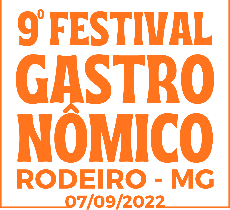 9º FESTIVAL
GASTRO
NÔMICO
RODEIRO - MG
07/09/2022